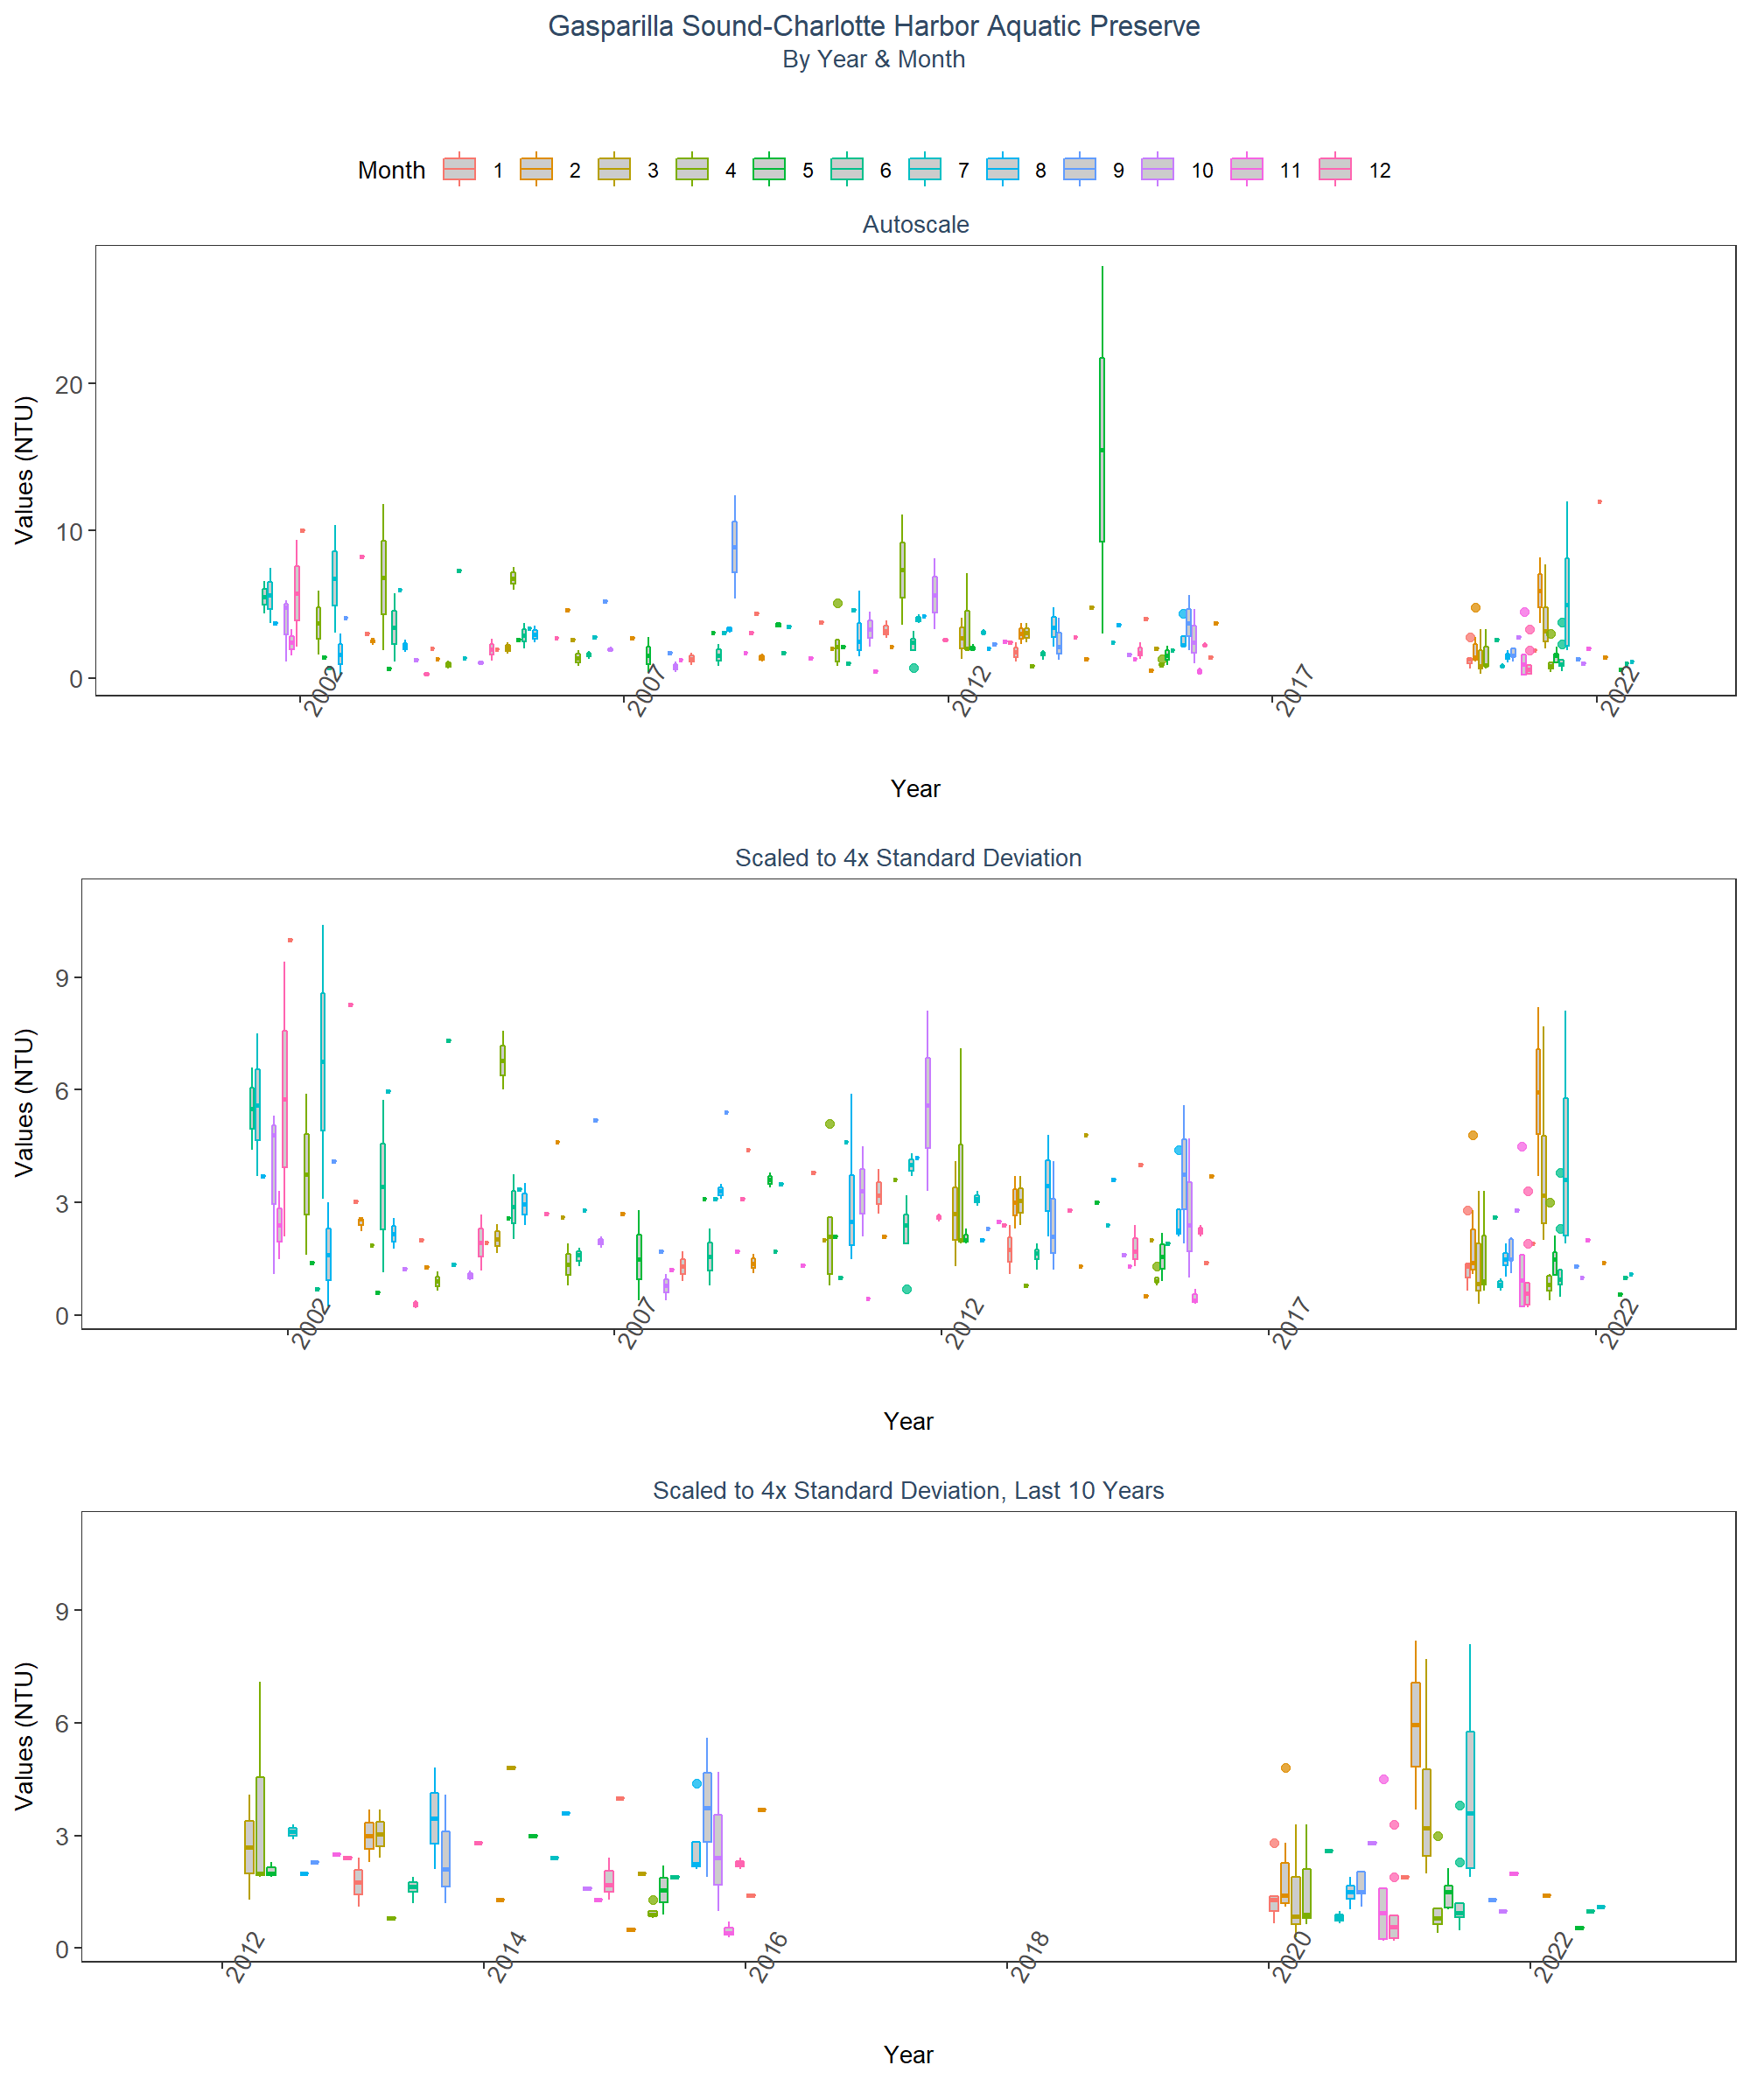 Gasparilla Sound-Charlotte Harbor Aquatic Preserve
By Year & Month
Month 1 2 3 4 5 6 7 8 9 10 11 12
Autoscale
Values (NTU)
20
10
0
2002 2007 2012 2017 2022
Year
Scaled to 4x Standard Deviation
Values (NTU)
9
6
3
0
2002 2007 2012 2017 2022
Year
Scaled to 4x Standard Deviation, Last 10 Years
Values (NTU)
9
6
3
0
2012 2014 2016 2018 2020 2022
Year